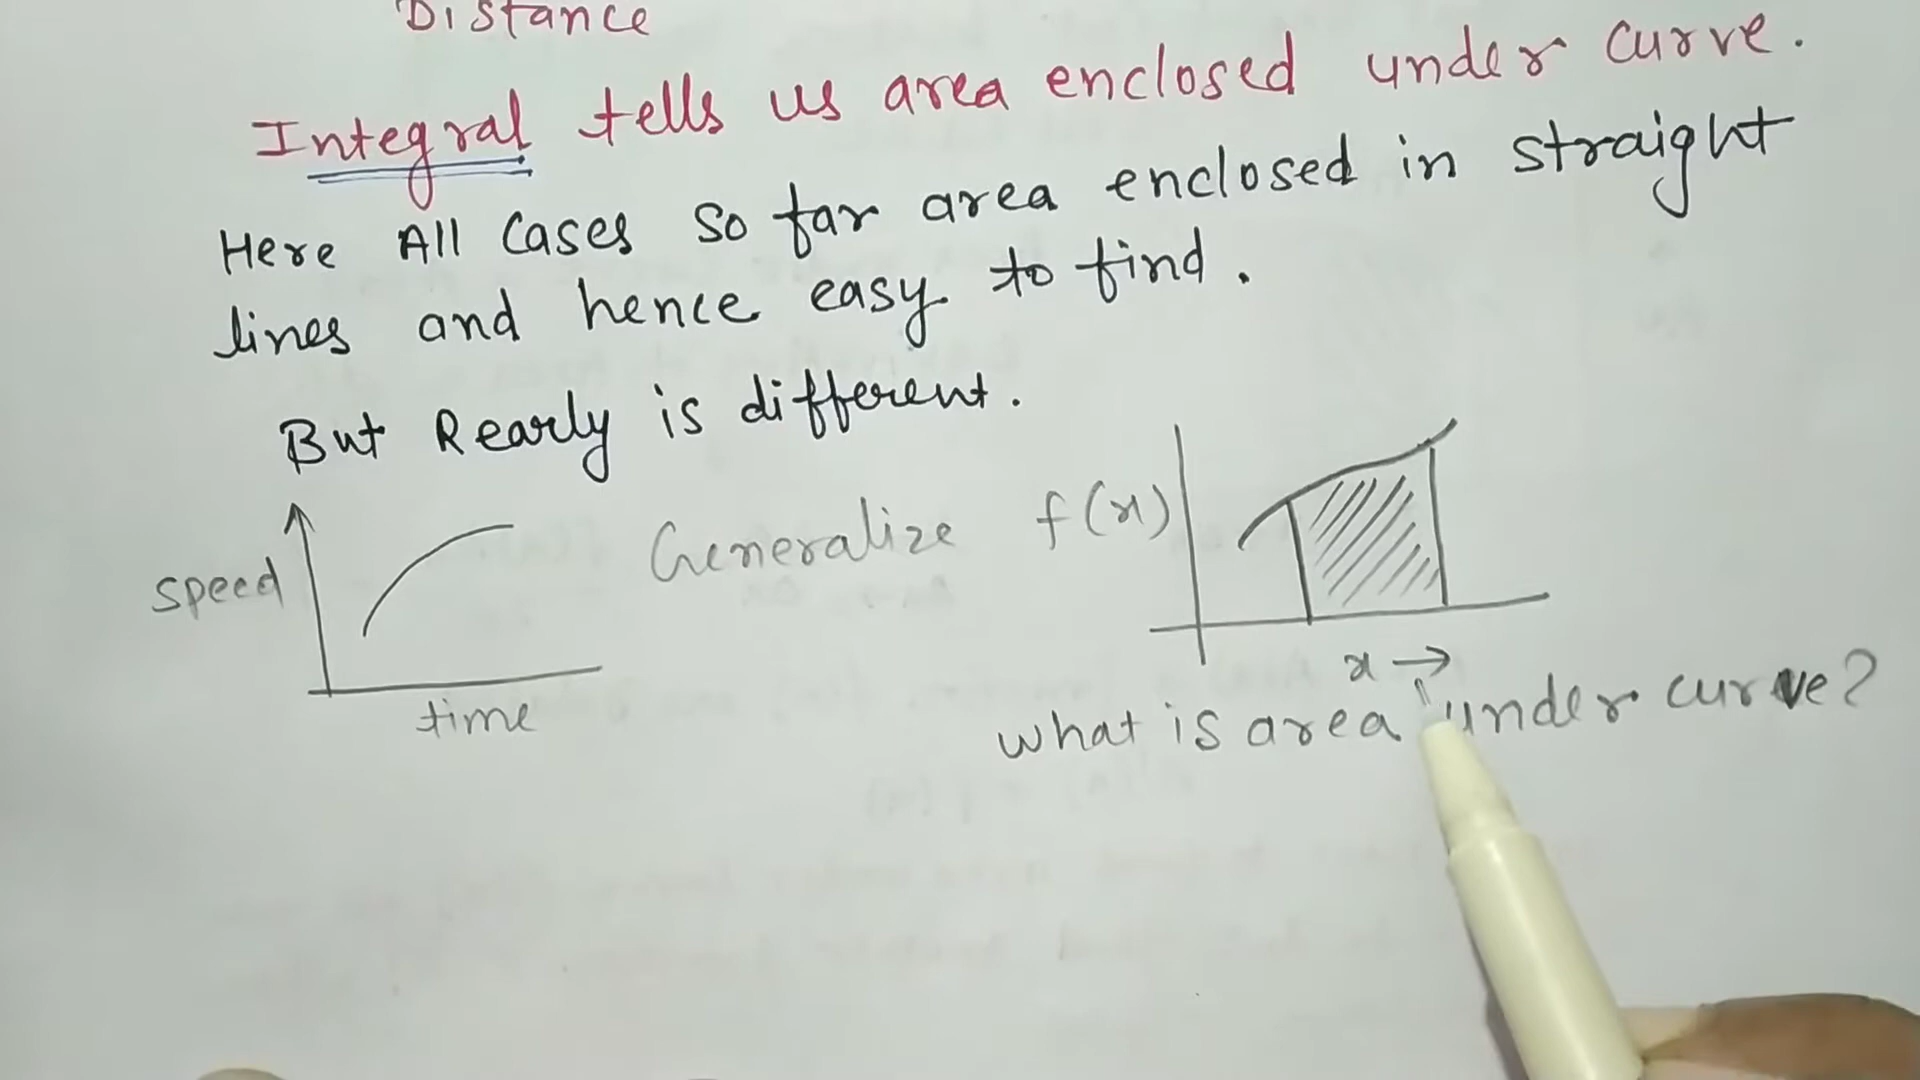 Distance
Integral tells us area enclosed under curve.
Here All Cases so far area enclosed in straight
lines and hence easy to find.
But Rearly is different.
speed
time
Generalize
f(x)
x →
what is area under curve?